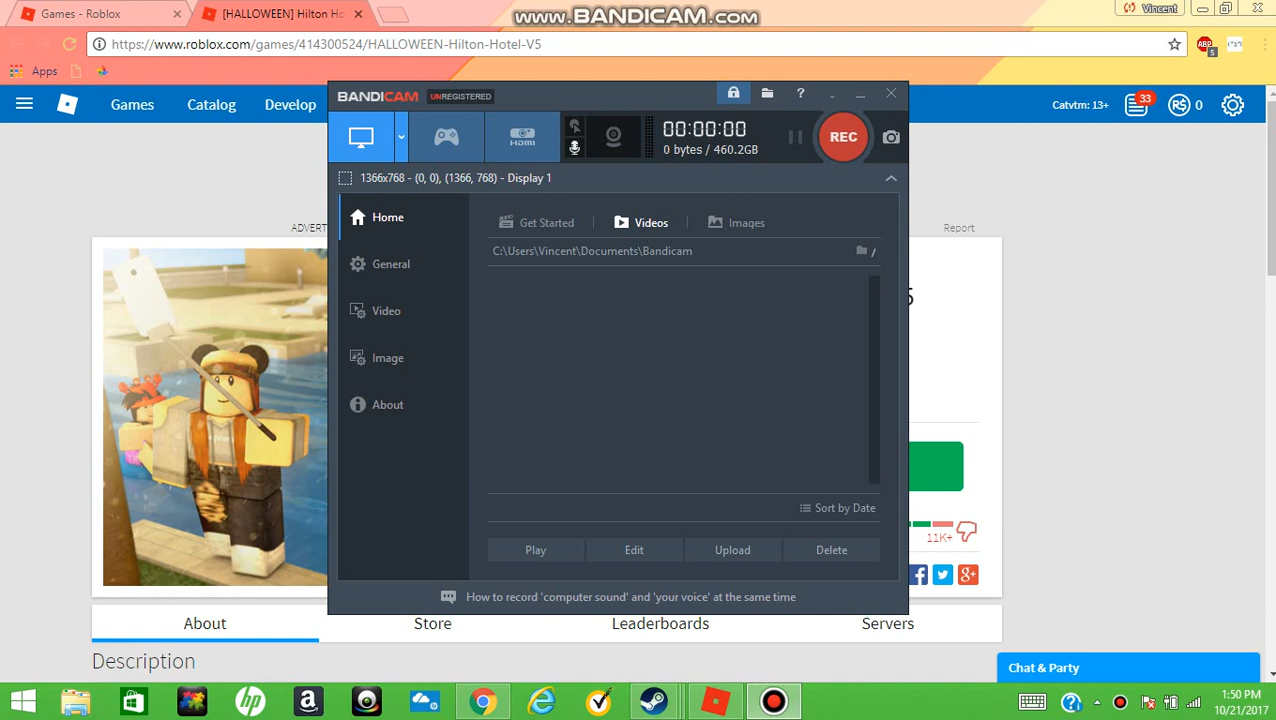 Games - Roblox
[HALLOWEEN] Hilton Ho
www.BANDICAM.com
Vincent
https://www.roblox.com/games/414300524/HALLOWEEN-Hilton-Hotel-V5
ABP
5
Apps
Games
Catalog
Develop
Catvtm: 13+
33
R$ 0
BANDICAM
UNREGISTERED
?
HDMI
00:00:00
0 bytes / 460.2GB
REC
1366x768 - (0, 0), (1366, 768) - Display 1
Home
General
Video
Image
About
Get Started
Videos
Images
C:\Users\Vincent\Documents\Bandicam
/
Sort by Date
Play
Edit
Upload
Delete
How to record 'computer sound' and 'your voice' at the same time
ADVERT
Report
5
11K+
About
Store
Leaderboards
Servers
Description
Chat & Party
1:50 PM
10/21/2017